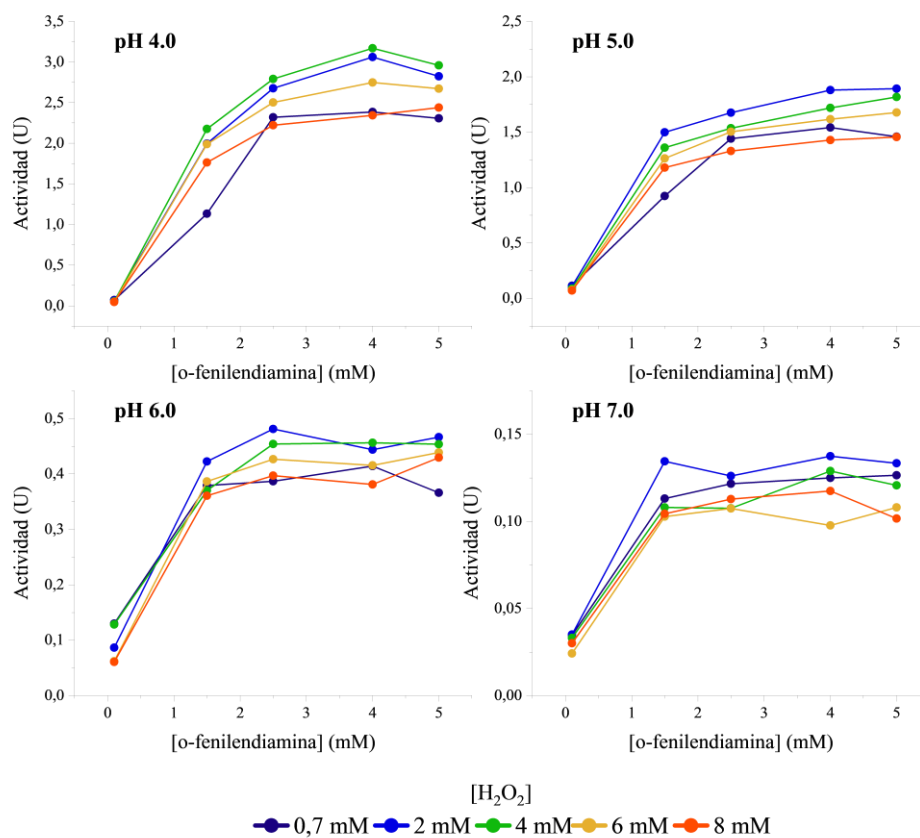 pH 4.0
3,5
3,0
2,5
2,0
1,5
1,0
0,5
0,0
Actividad (U)
0 1 2 3 4 5
[o-fenilendiamina] (mM)
pH 5.0
2,5
2,0
1,5
1,0
0,5
0,0
Actividad (U)
0 1 2 3 4 5
[o-fenilendiamina] (mM)
pH 6.0
0,5
0,4
0,3
0,2
0,1
0,0
Actividad (U)
0 1 2 3 4 5
[o-fenilendiamina] (mM)
pH 7.0
0,15
0,10
0,05
0,00
Actividad (U)
0 1 2 3 4 5
[o-fenilendiamina] (mM)
[H₂O₂]
0,7 mM 2 mM 4 mM 6 mM 8 mM